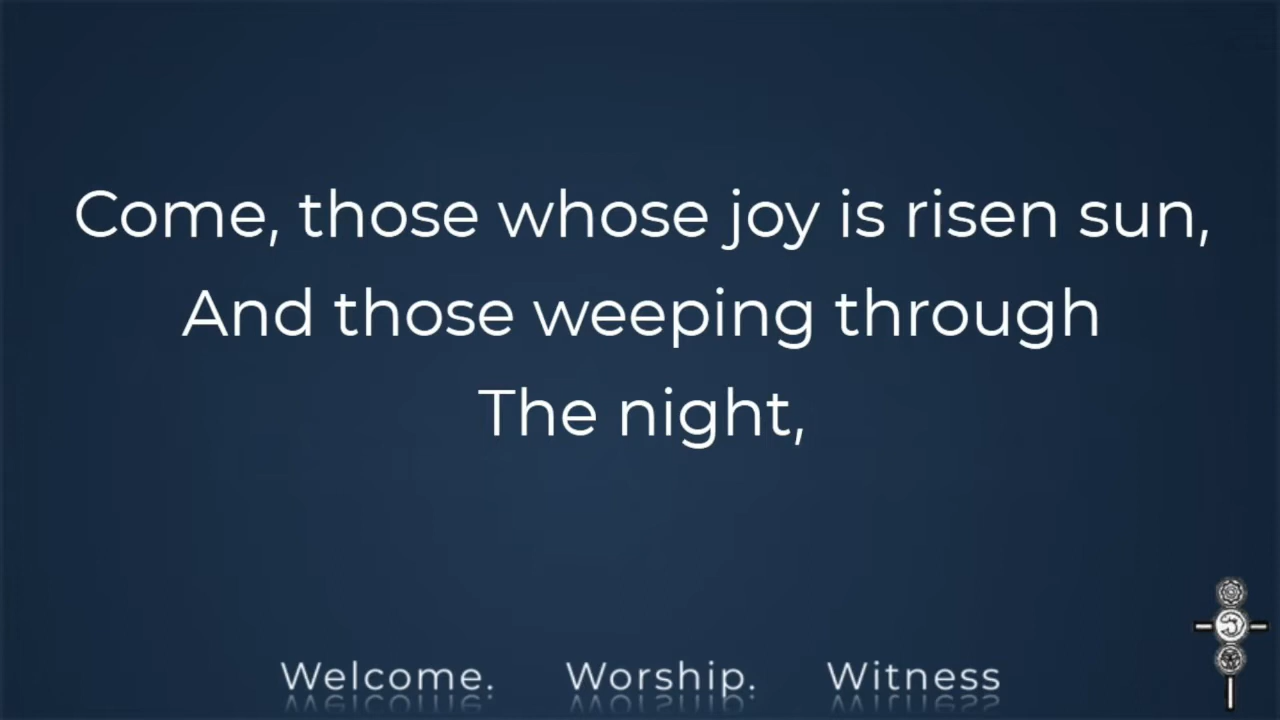 Come, those whose joy is risen sun,
And those weeping through
The night,
Welcome. Worship. Witness